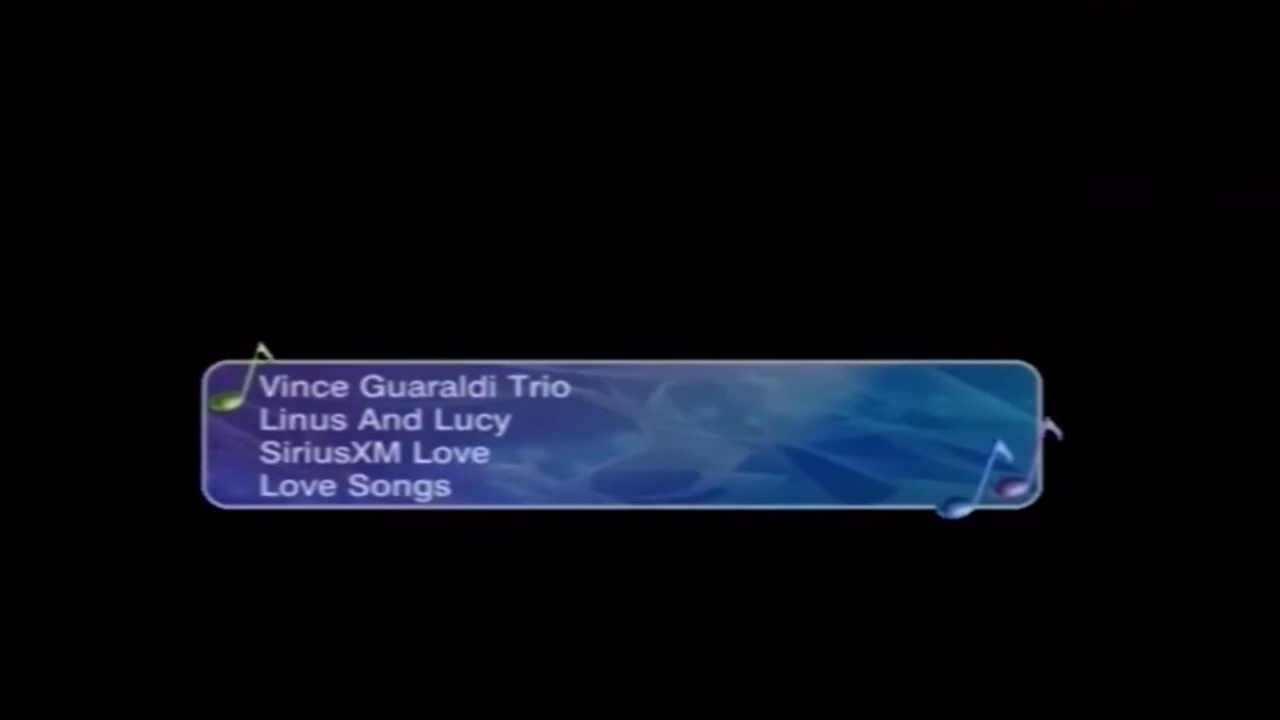 Vince Guaraldi Trio
Linus And Lucy
SiriusXM Love
Love Songs